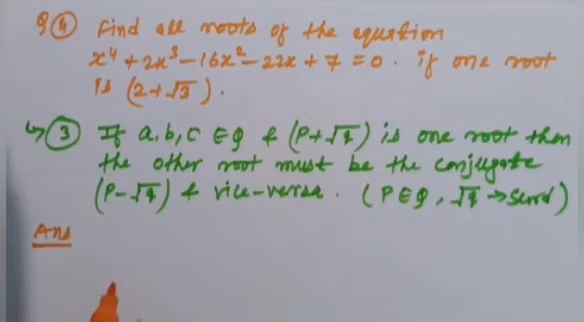 Q④ Find all roots of the equation
x⁴ + 2x³ - 16x² - 22x + 7 = 0. if one root
is (2+√3).
↳③ If a, b, c ∈ Q & (P+√q) is one root then
the other root must be the conjugate
(P-√q) & vice-versa. (P∈Q, √q → surd)
Ans